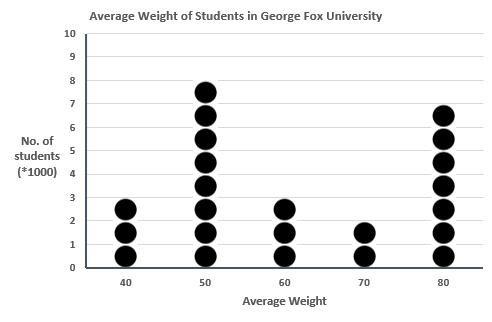 Average Weight of Students in George Fox University
10
9
8
7
6
5
4
3
2
1
0
No. of
students
(*1000)
40 50 60 70 80
Average Weight